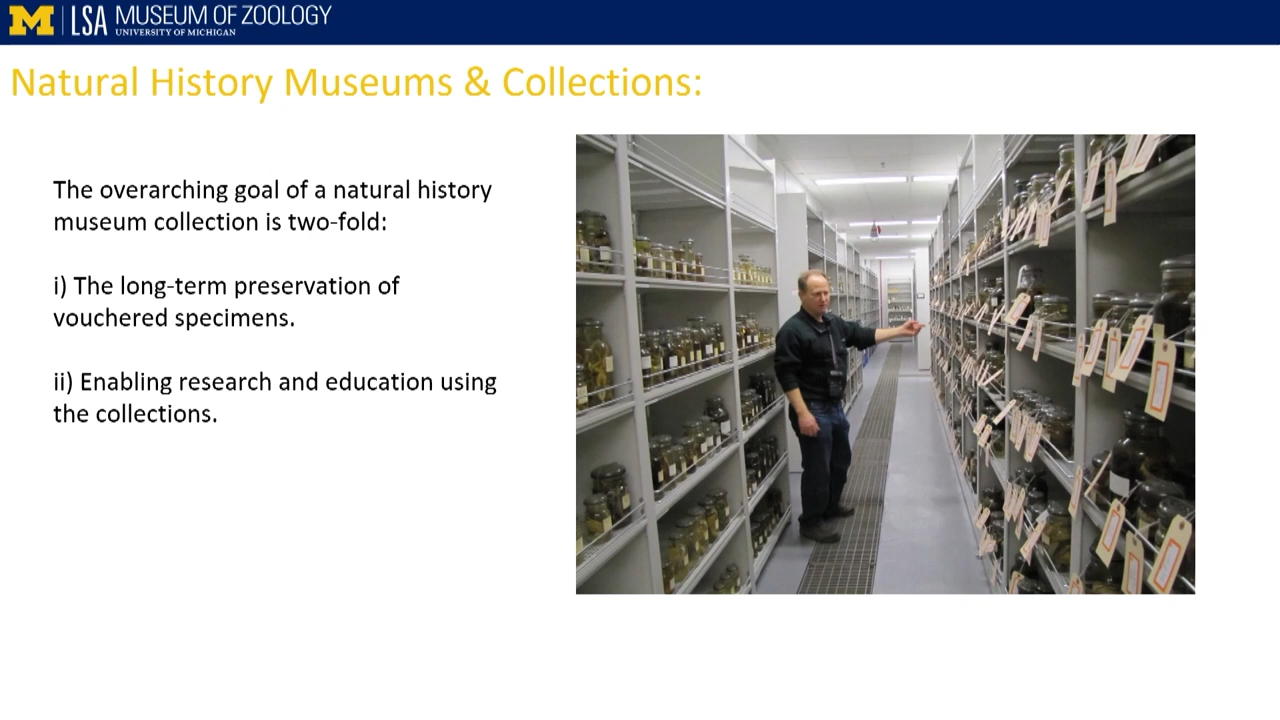 M LSA MUSEUM OF ZOOLOGY
UNIVERSITY OF MICHIGAN
Natural History Museums & Collections:
The overarching goal of a natural history
museum collection is two-fold:
i) The long-term preservation of
vouchered specimens.
ii) Enabling research and education using
the collections.